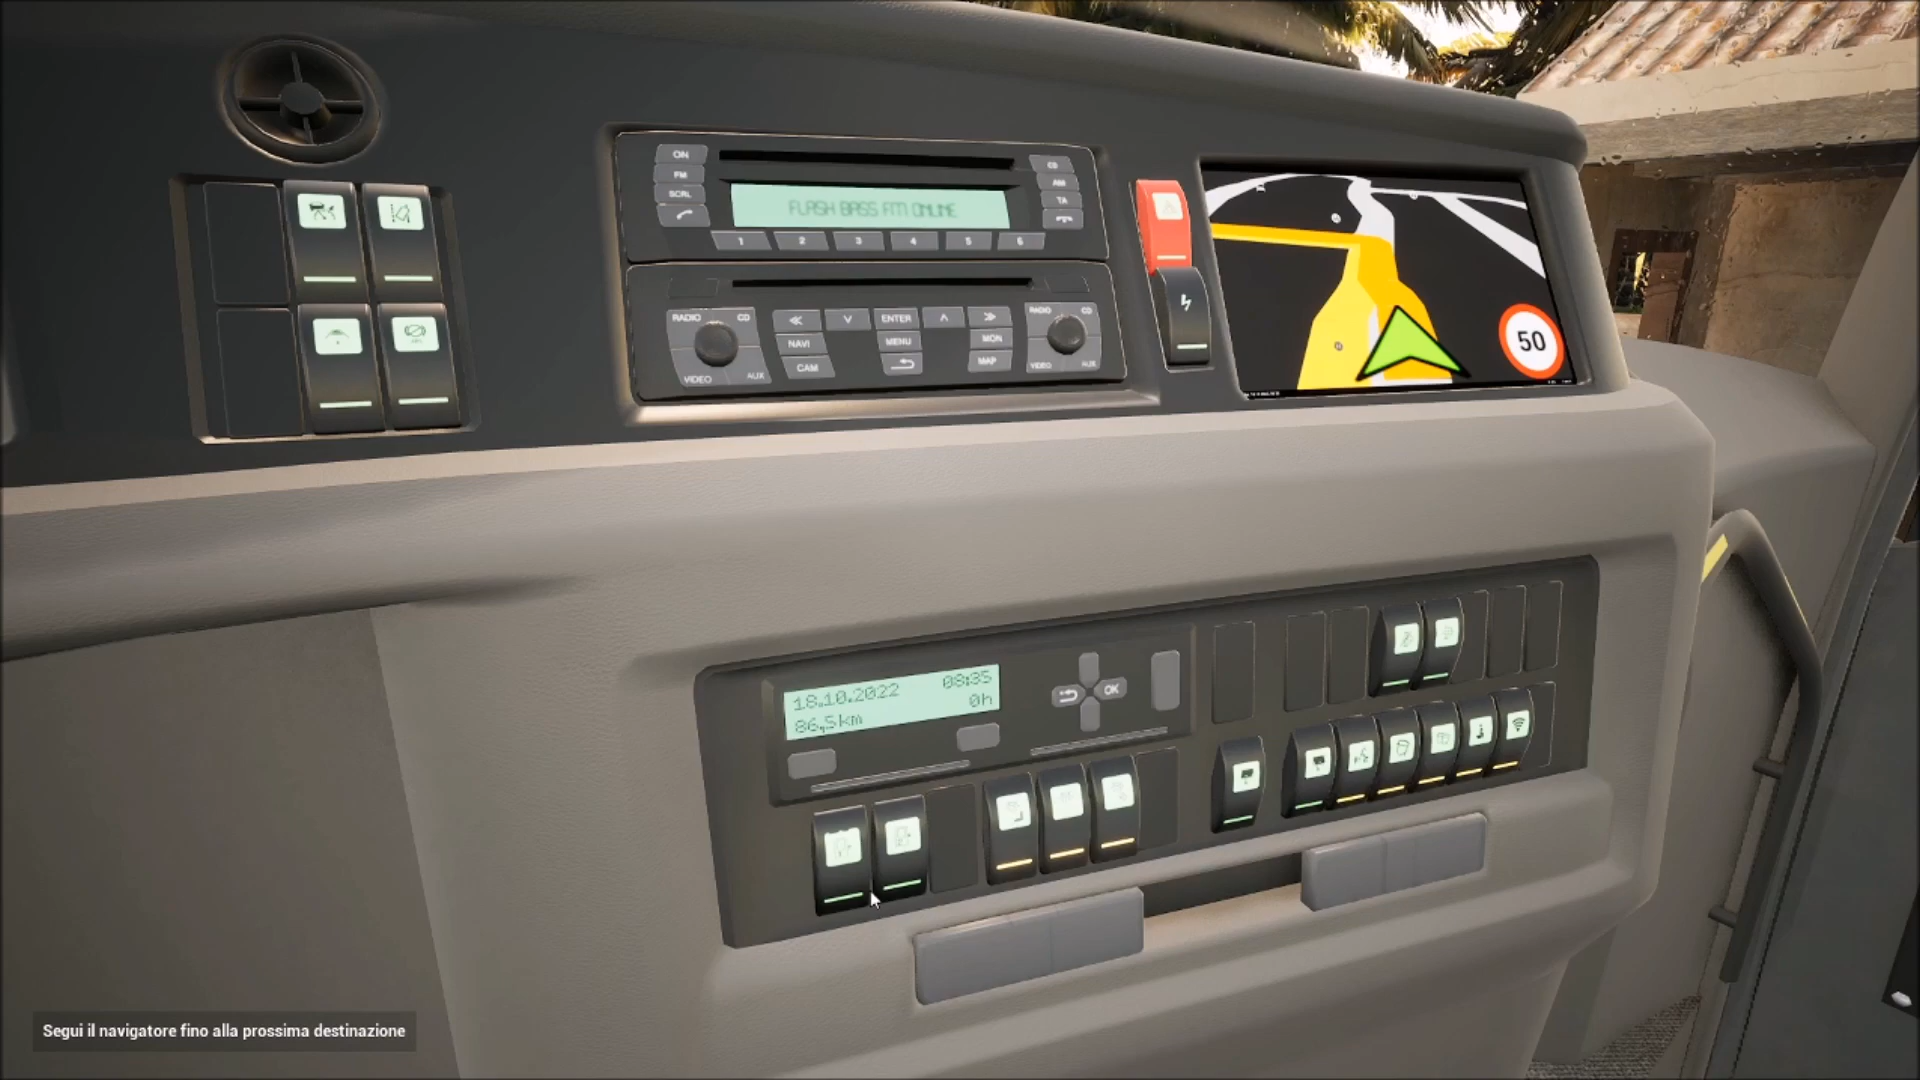 ON
FM
SCRL
FLASH BASS FM ONLINE
CD
AM
TA
1 2 3 4 5 6
RADIO CD
VIDEO AUX
ENTER
NAVI
MENU
MON
CAM
MAP
RADIO CD
VIDEO AUX
50
18.10.2022 08:35
86,5km 0h
OK
Segui il navigatore fino alla prossima destinazione